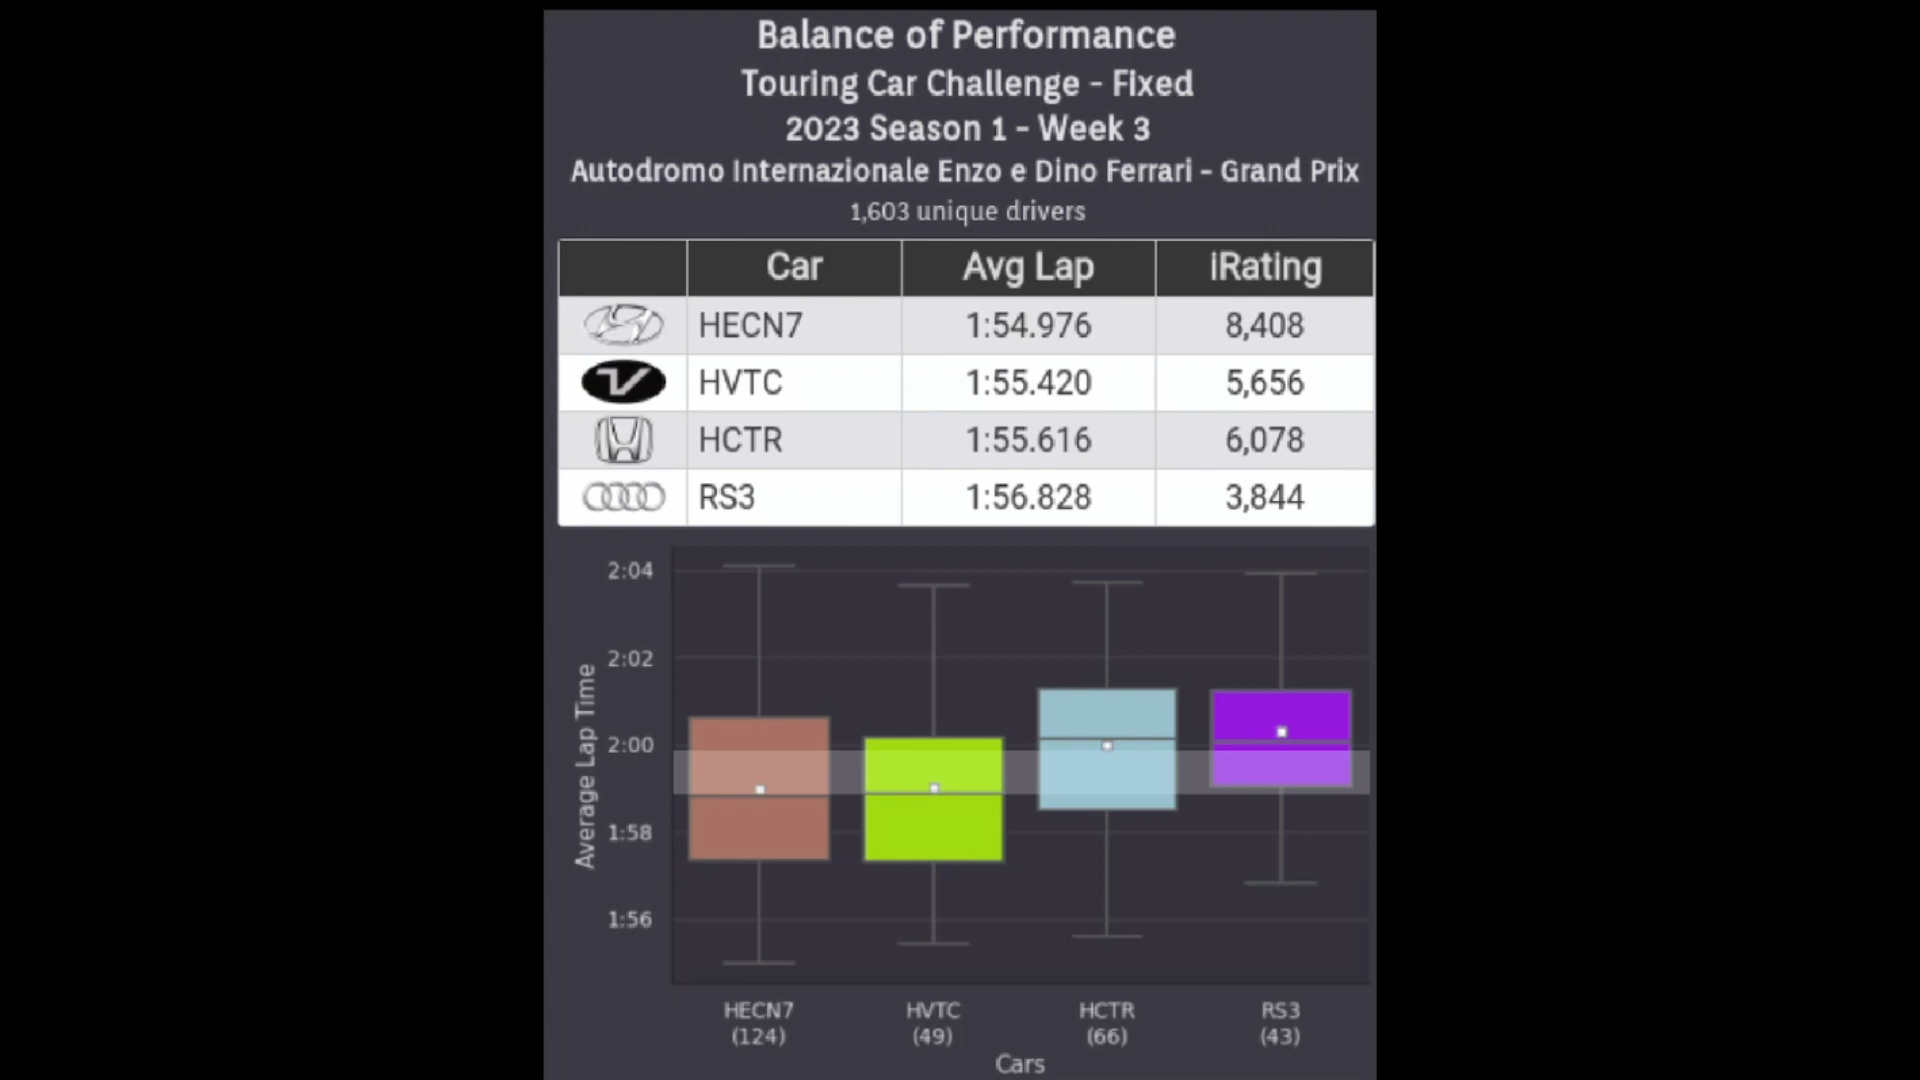 Balance of Performance
Touring Car Challenge - Fixed
2023 Season 1 - Week 3
Autodromo Internazionale Enzo e Dino Ferrari - Grand Prix
1,603 unique drivers
Car Avg Lap iRating
HECN7 1:54.976 8,408
HVTC 1:55.420 5,656
HCTR 1:55.616 6,078
RS3 1:56.828 3,844
Average Lap Time
2:04
2:02
2:00
1:58
1:56
HECN7 HVTC HCTR RS3
(124) (49) (66) (43)
Cars